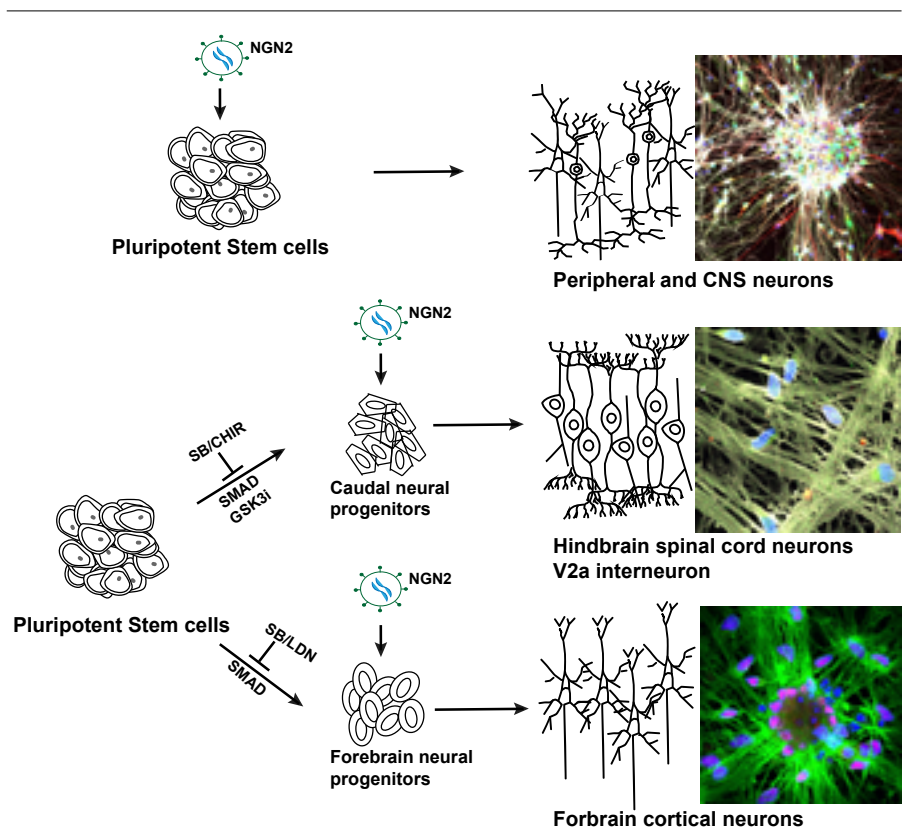 NGN2
Pluripotent Stem cells
Peripheral and CNS neurons
NGN2
SB/CHIR
SMAD
GSK3i
Caudal neural
progenitors
Hindbrain spinal cord neurons
V2a interneuron
Pluripotent Stem cells
NGN2
SB/LDN
SMAD
Forebrain neural
progenitors
Forbrain cortical neurons